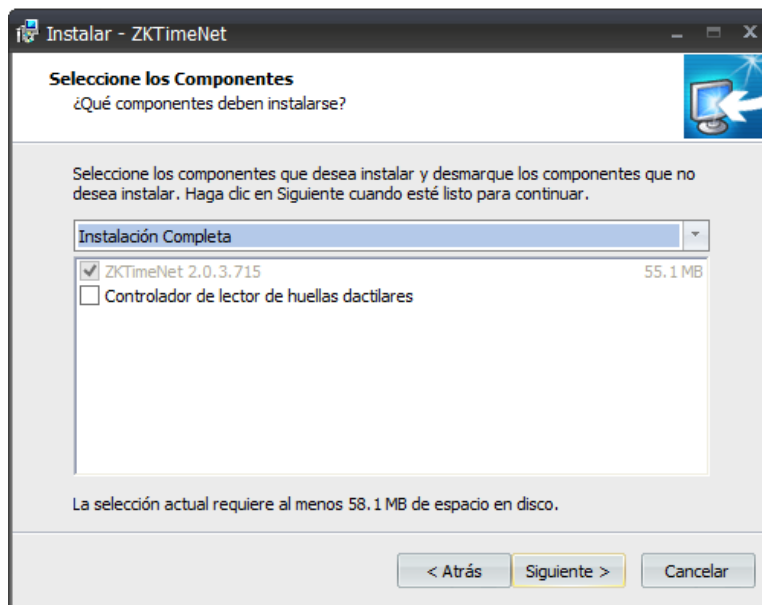 Instalar - ZKTimeNet
Seleccione los Componentes
¿Qué componentes deben instalarse?
Seleccione los componentes que desea instalar y desmarque los componentes que no
desea instalar. Haga clic en Siguiente cuando esté listo para continuar.
Instalación Completa
ZKTimeNet 2.0.3.715 55.1 MB
Controlador de lector de huellas dactilares
La selección actual requiere al menos 58.1 MB de espacio en disco.
< Atrás Siguiente > Cancelar